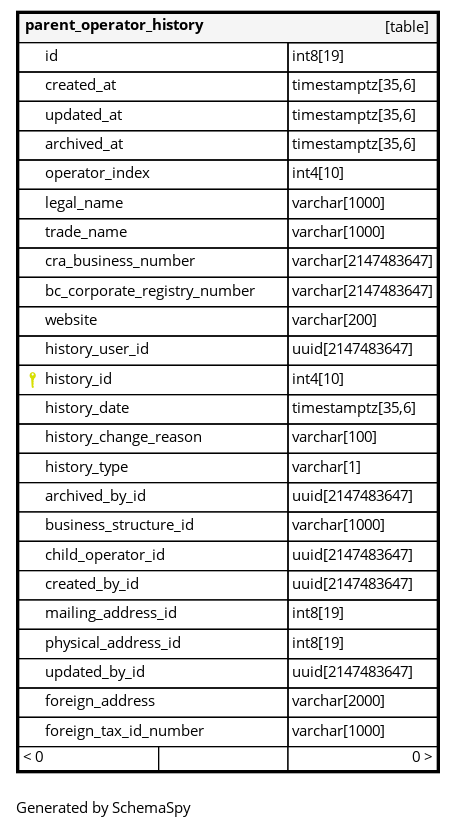 parent_operator_history [table]
id int8[19]
created_at timestamptz[35,6]
updated_at timestamptz[35,6]
archived_at timestamptz[35,6]
operator_index int4[10]
legal_name varchar[1000]
trade_name varchar[1000]
cra_business_number varchar[2147483647]
bc_corporate_registry_number varchar[2147483647]
website varchar[200]
history_user_id uuid[2147483647]
history_id int4[10]
history_date timestamptz[35,6]
history_change_reason varchar[100]
history_type varchar[1]
archived_by_id uuid[2147483647]
business_structure_id varchar[1000]
child_operator_id uuid[2147483647]
created_by_id uuid[2147483647]
mailing_address_id int8[19]
physical_address_id int8[19]
updated_by_id uuid[2147483647]
foreign_address varchar[2000]
foreign_tax_id_number varchar[1000]
< 0 0 >
Generated by SchemaSpy